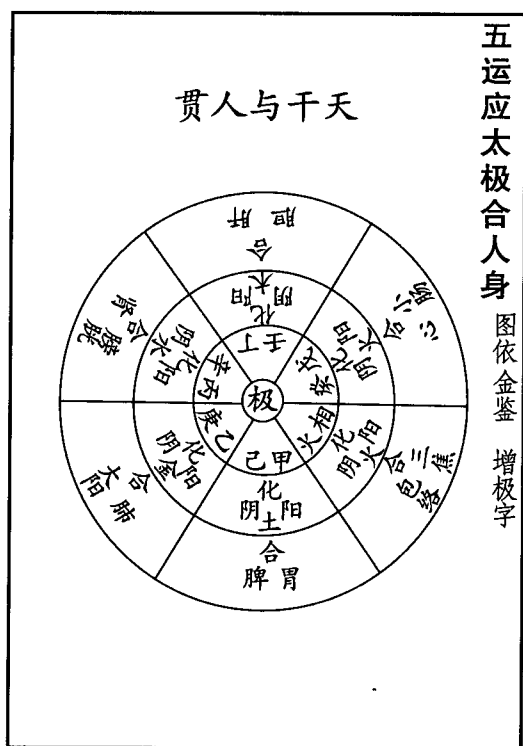 五运应太极合人身
图依金鉴 增极字
贯人与干天
极
丁壬
化
阴木阳
合
肝胆
戊癸
化
阴火阳
合
心小肠
相火
化
阴火阳
合
包络三焦
己甲
化
阴土阳
合
脾胃
乙庚
化
阴金阳
合
肺大阳
辛丙
化
阴水阳
合
肾膀胱